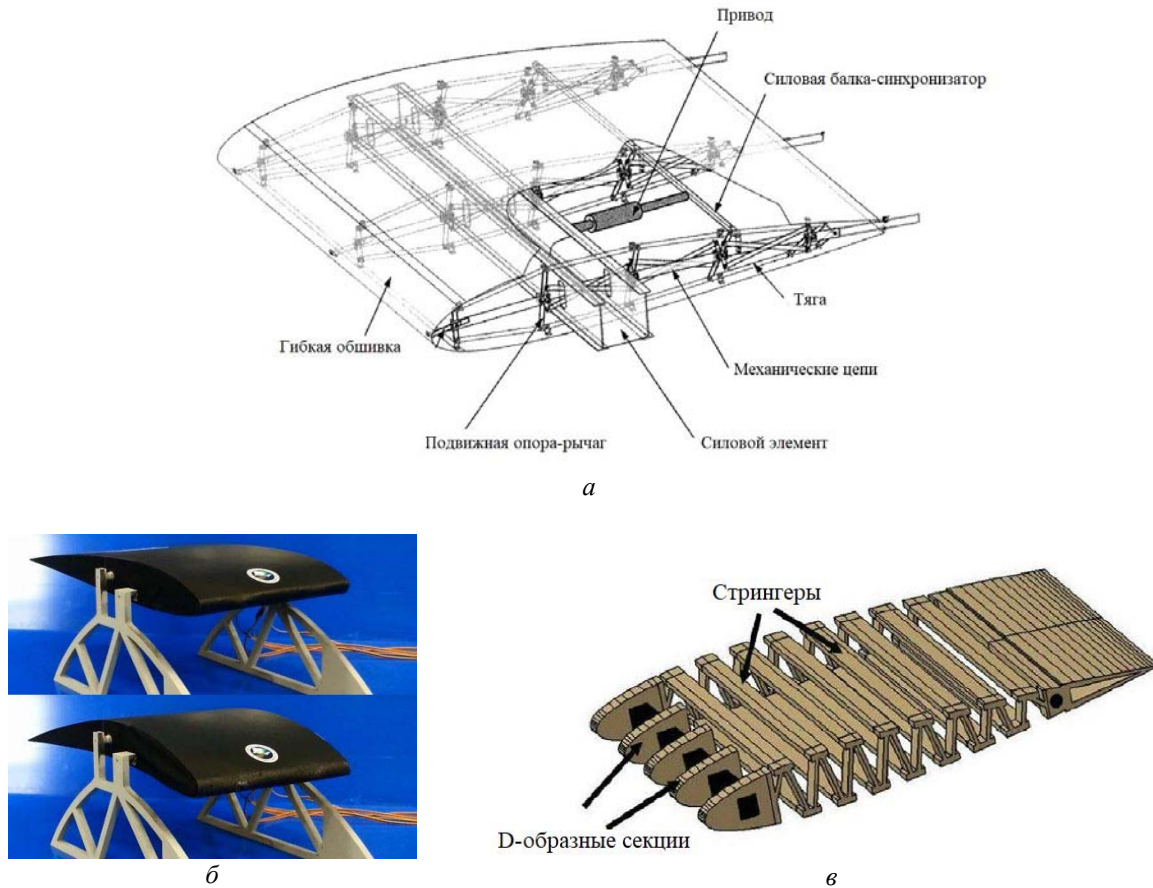 Привод
Силовая балка-синхронизатор
Тяга
Гибкая обшивка
Механические цепи
Подвижная опора-рычаг
Силовой элемент
а
Стрингеры
D-образные секции
б
в